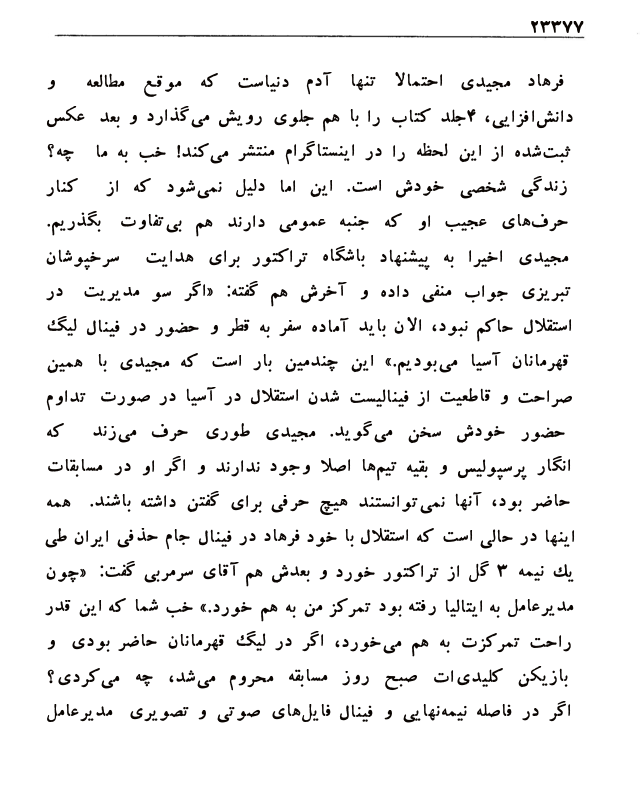 ۲۳۳۷۷
فرهاد مجیدی احتمالا تنها آدم دنیاست که موقع مطالعه و
دانش‌افزایی، ۴جلد کتاب را با هم جلوی رویش می‌گذارد و بعد عکس
ثبت‌شده از این لحظه را در اینستاگرام منتشر می‌کند! خب به ما چه؟
زندگی شخصی خودش است. این اما دلیل نمی‌شود که از کنار
حرف‌های عجیب او که جنبه عمومی دارند هم بی‌تفاوت بگذریم.
مجیدی اخیرا به پیشنهاد باشگاه تراکتور برای هدایت سرخپوشان
تبریزی جواب منفی داده و آخرش هم گفته: «اگر سو مدیریت در
استقلال حاکم نبود، الان باید آماده سفر به قطر و حضور در فینال لیگ
قهرمانان آسیا می‌بودیم.» این چندمین بار است که مجیدی با همین
صراحت و قاطعیت از فینالیست شدن استقلال در آسیا در صورت تداوم
حضور خودش سخن می‌گوید. مجیدی طوری حرف می‌زند که
انگار پرسپولیس و بقیه تیم‌ها اصلا وجود ندارند و اگر او در مسابقات
حاضر بود، آنها نمی‌توانستند هیچ حرفی برای گفتن داشته باشند. همه
اینها در حالی است که استقلال با خود فرهاد در فینال جام حذفی ایران طی
یك نیمه ۳ گل از تراکتور خورد و بعدش هم آقای سرمربی گفت: «چون
مدیرعامل به ایتالیا رفته بود تمرکز من به هم خورد.» خب شما که این قدر
راحت تمرکزت به هم می‌خورد، اگر در لیگ قهرمانان حاضر بودی و
بازیکن کلیدی‌ات صبح روز مسابقه محروم می‌شد، چه می‌کردی؟
اگر در فاصله نیمه‌نهایی و فینال فایل‌های صوتی و تصویری مدیرعامل